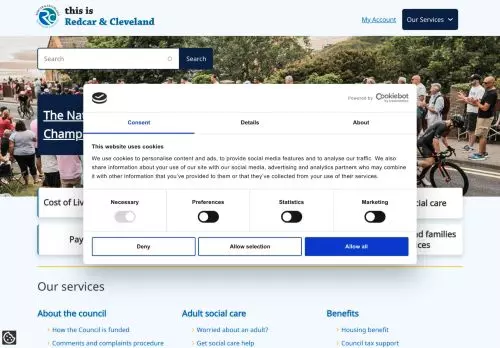 this is
Redcar & Cleveland
My Account
Our Services
Search
Search
The Nat
Champ
Powered by Cookiebot
Consent
Details
About
This website uses cookies
We use cookies to personalise content and ads, to provide social media features and to analyse our traffic. We also
share information about your use of our site with our social media, advertising and analytics partners who may
combine it with other information that you've provided to them or that they've collected from your use of their services.
Necessary
Preferences
Statistics
Marketing
Deny
Allow selection
Allow all
Cost of Liv
cial care
Pay
nd families
ices
Our services
About the council
Adult social care
Benefits
How the Council is funded
Worried about an adult?
Housing benefit
Comments and complaints procedure
Get social care help
Council tax support